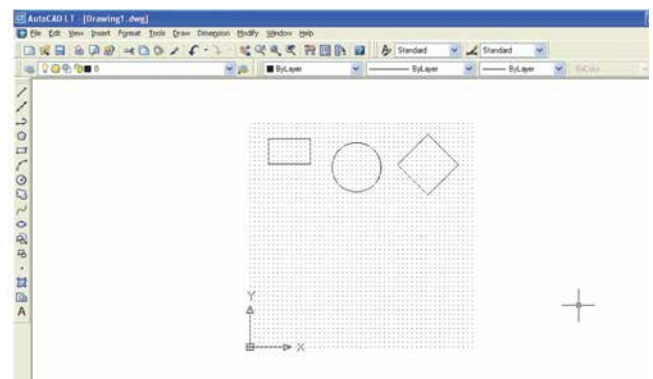 AutoCAD LT - [Drawing1.dwg]
File Edit View Insert Format Tools Draw Dimension Modify Window Help
Standard Standard
0 ByLayer ByLayer ByLayer ByColor
Y
X
A